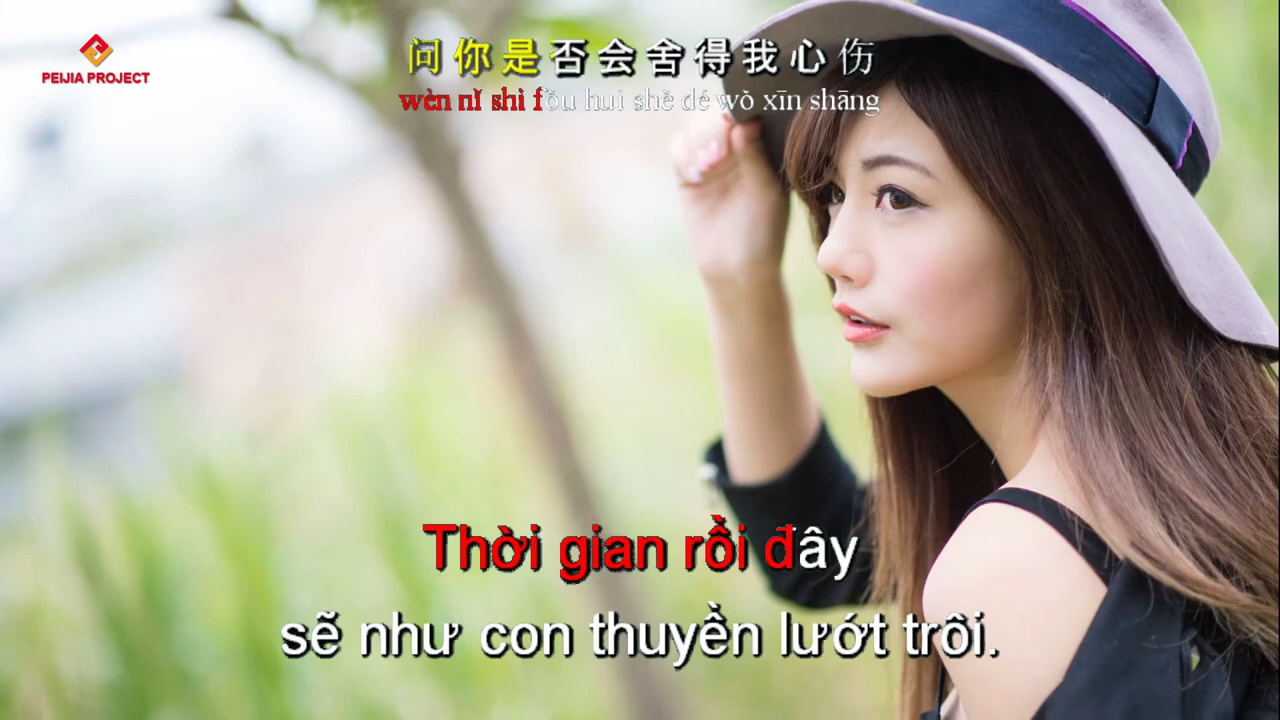 PEIJIA PROJECT
问你是否会舍得我心伤
wèn nǐ shì fǒu huì shě dé wǒ xīn shāng
Thời gian rồi đây
sẽ như con thuyền lướt trôi.